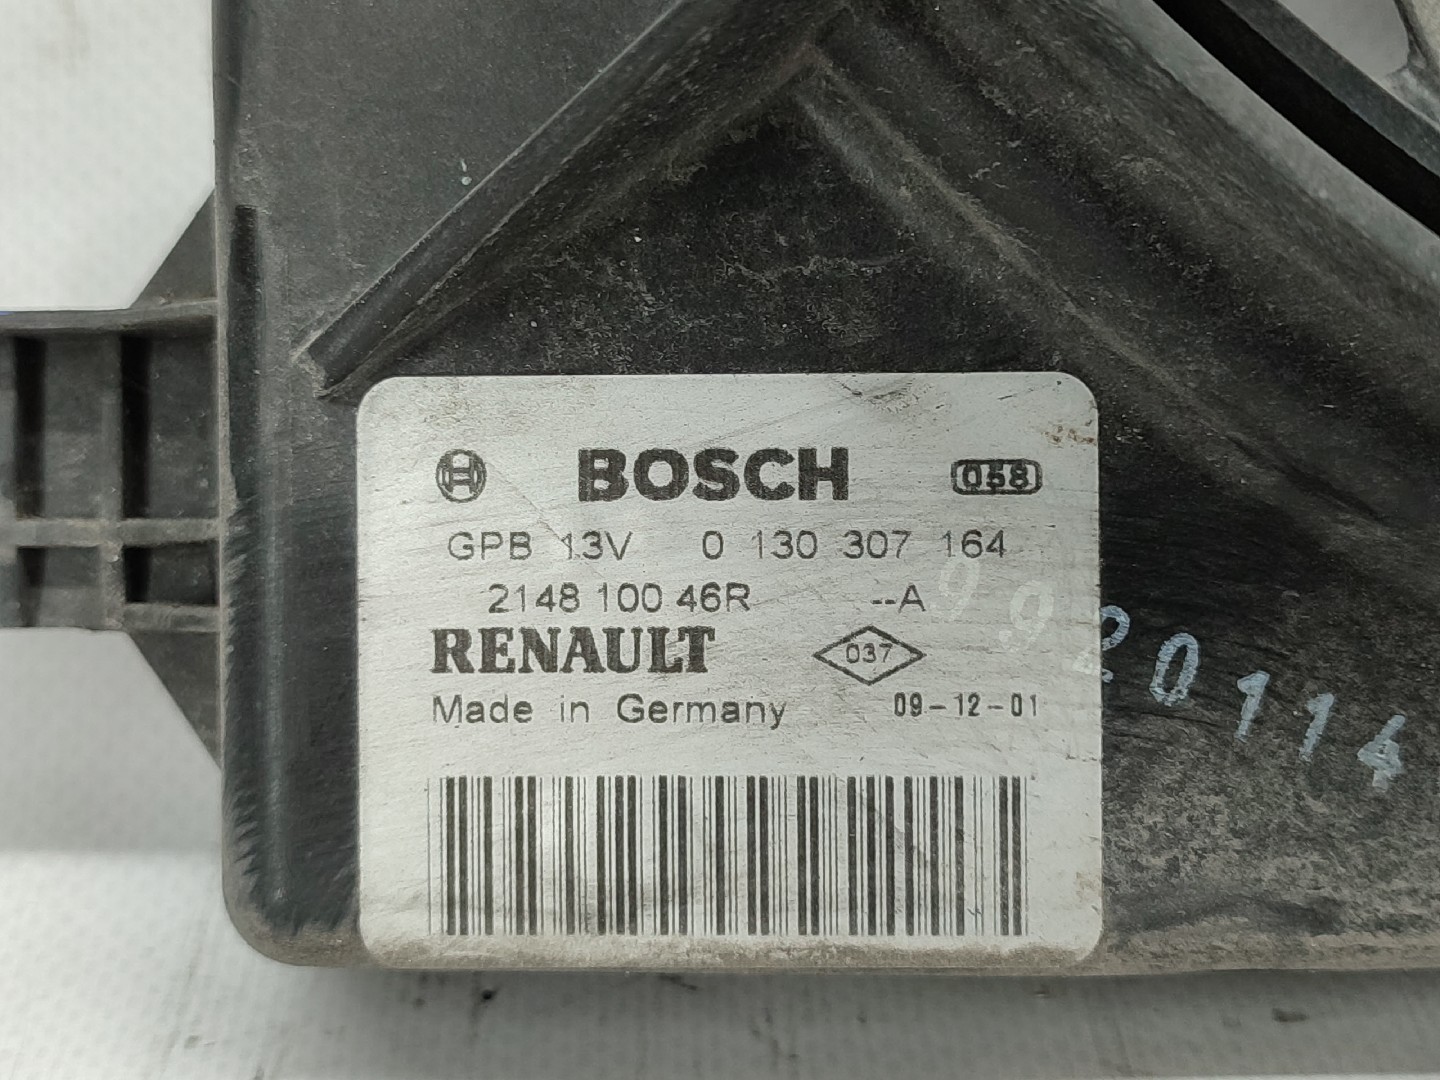 BOSCH 058
GPB 13V 0 130 307 164
2148 100 46R --A
RENAULT 037
Made in Germany 09-12-01
9920114